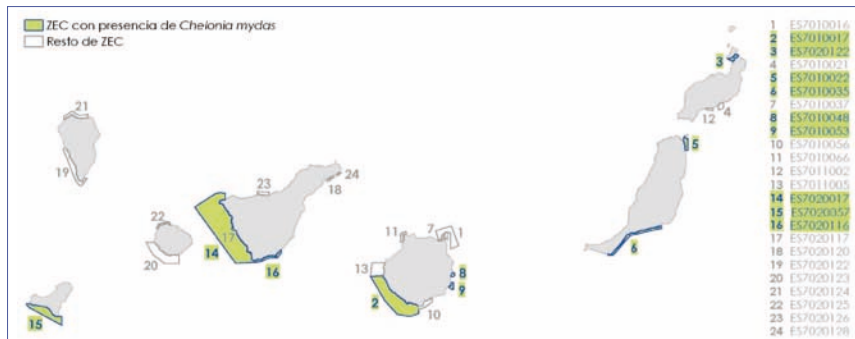 ZEC con presencia de Chelonia mydas
Resto de ZEC
1 ES7010016
2 ES7010017
3 ES7020122
4 ES7010021
5 ES7010022
6 ES7010035
7 ES7010037
8 ES7010048
9 ES7010053
10 ES7010056
11 ES7010066
12 ES7011002
13 ES7011005
14 ES7020017
15 ES7020057
16 ES7020116
17 ES7020117
18 ES7020120
19 ES7020122
20 ES7020123
21 ES7020124
22 ES7020125
23 ES7020126
24 ES7020128
3
4
12
21
5
19
24
23
18
22
17
11
7
1
14
20
16
13
6
8
9
2
10
15